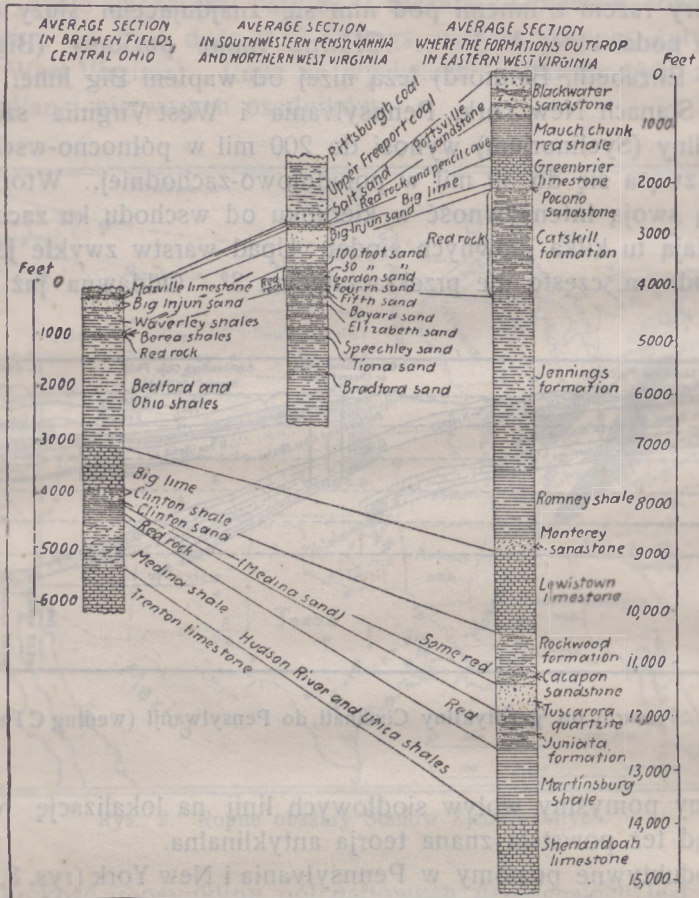 AVERAGE SECTION
IN BREMEN FIELDS,
CENTRAL OHIO
AVERAGE SECTION
IN SOUTHWESTERN PENSYLVANNIA
AND NORTHERN WEST VIRGINIA
AVERAGE SECTION
WHERE THE FORMATIONS OUTCROP
IN EASTERN WEST VIRGINIA
Feet
0
1000
2000
3000
4000
5000
6000
Maxville limestone
Big Injun sand
Waverley shales
Berea shales
Red rock
Bedford and
Ohio shales
Big lime
Clinton shale
Clinton sand
Red rock
(Medina sand)
Medina shale
Trenton limestone
Hudson River and Utica shales
Some red
Red
Pittsburgh coal
Upper Freeport coal
Pottsville
sandstone
Salt sand
Red rock and pencil cave
Big lime
Big Injun sand
Red
rock
100 foot sand
30 " "
Gordon sand
Fourth sand
Fifth sand
Bayard sand
Elizabeth sand
Speechley sand
Tiona sand
Bradford sand
Red rock
Feet
0
1000
2000
3000
4000
5000
6000
7000
8000
9000
10,000
11,000
12,000
13,000
14,000
15,000
Blackwater
sandstone
Mauch chunk
red shale
Greenbrier
limestone
Pocono
Sandstone
Catskill
formation
Jennings
formation
Romney shale
Monterey
sandstone
Lewistown
limestone
Rockwood
formation
Cacapon
sandstone
Tuscarora
quartzite
Juniata
formation
Martinsburg
shale
Shenandoah
limestone